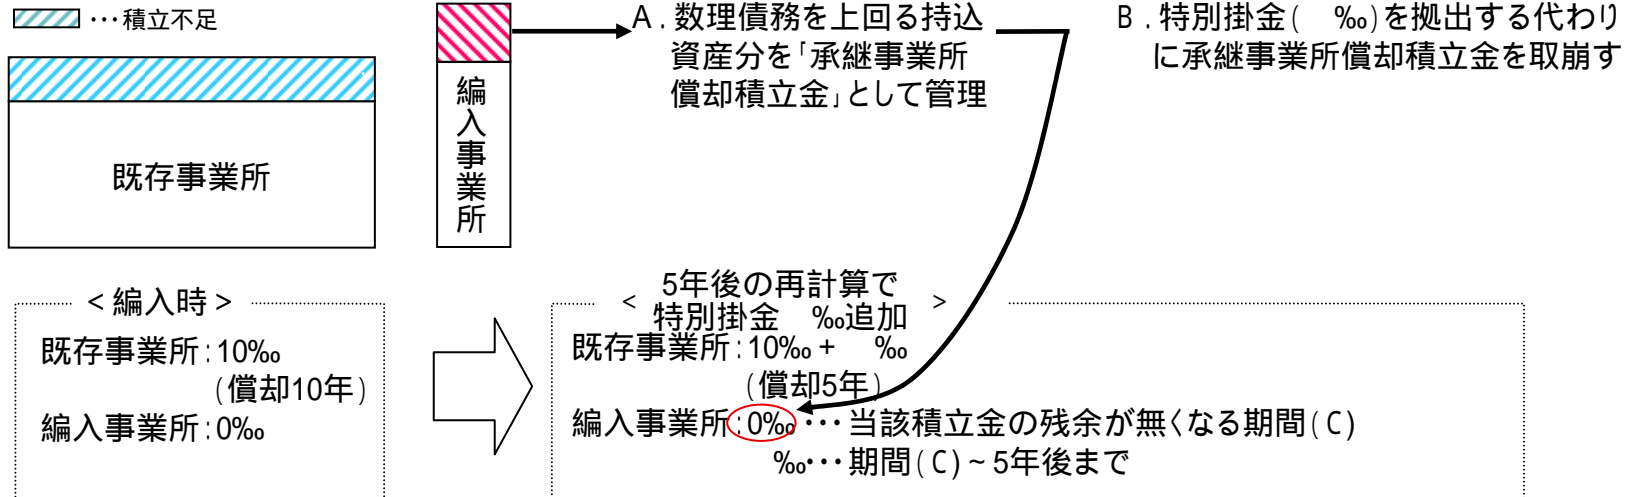 ･･･積立不足
既存事業所
編入事業所
A．数理債務を上回る持込
資産分を「承継事業所
償却積立金」として管理
B．特別掛金（　‰）を拠出する代わり
に承継事業所償却積立金を取崩す
＜編入時＞
既存事業所：10‰
（償却10年）
編入事業所：0‰
＜5年後の再計算で
特別掛金　‰追加＞
既存事業所：10‰＋　‰
（償却5年）
編入事業所：0‰･･･当該積立金の残余が無くなる期間（C）
‰･･･期間（C）～5年後まで